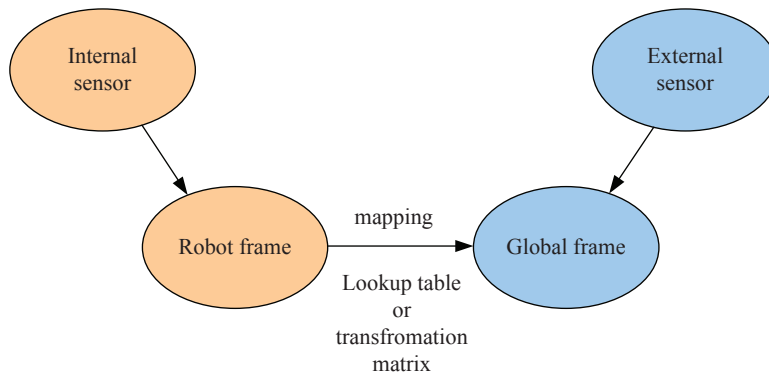 Internal
sensor
External
sensor
Robot frame
mapping
Global frame
Lookup table
or
transfromation
matrix